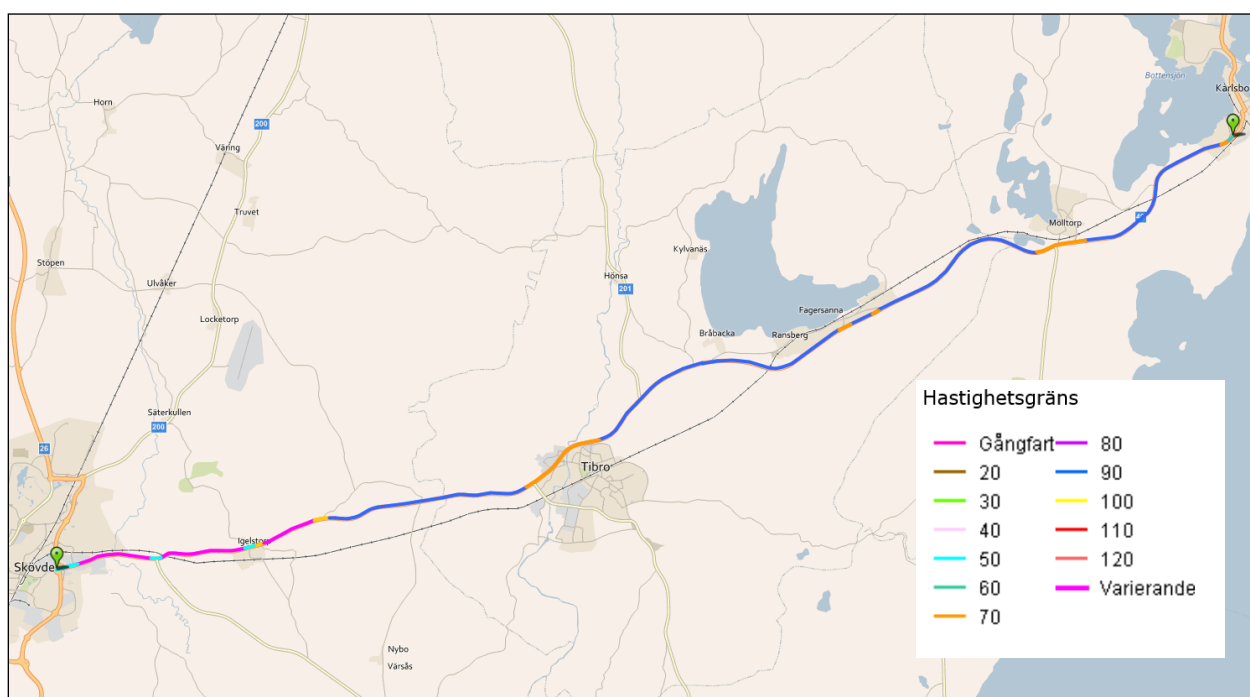 Horn
200
Väring
Truvet
Stöpen
Ulvåker
Locketorp
Säterkullen
200
26
Skövde
Igelstorp
Nybo
Värsås
Tibro
Hönsa
201
Kylvanäs
Bråbacka
Ransberg
Fagersanna
Mölltorp
Bottensjön
Karlsbo
Hastighetsgräns
Gångfart 80
20 90
30 100
40 110
50 120
60 Varierande
70